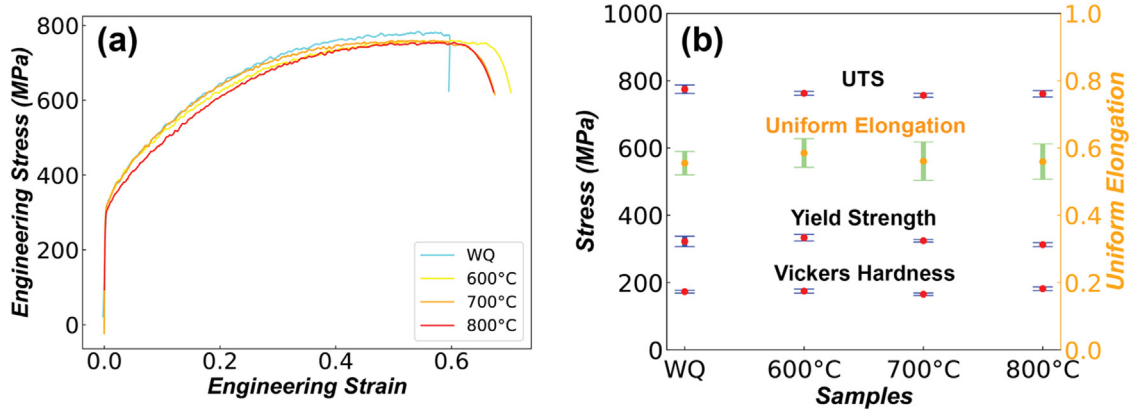 (a)
Engineering Stress (MPa)
800
600
400
200
0
WQ
600°C
700°C
800°C
0.0
0.2
0.4
0.6
Engineering Strain
(b)
Stress (MPa)
1000
800
600
400
200
0
UTS
Uniform Elongation
Yield Strength
Vickers Hardness
1.0
0.8
0.6
0.4
0.2
0.0
Uniform Elongation
WQ
600°C
700°C
800°C
Samples